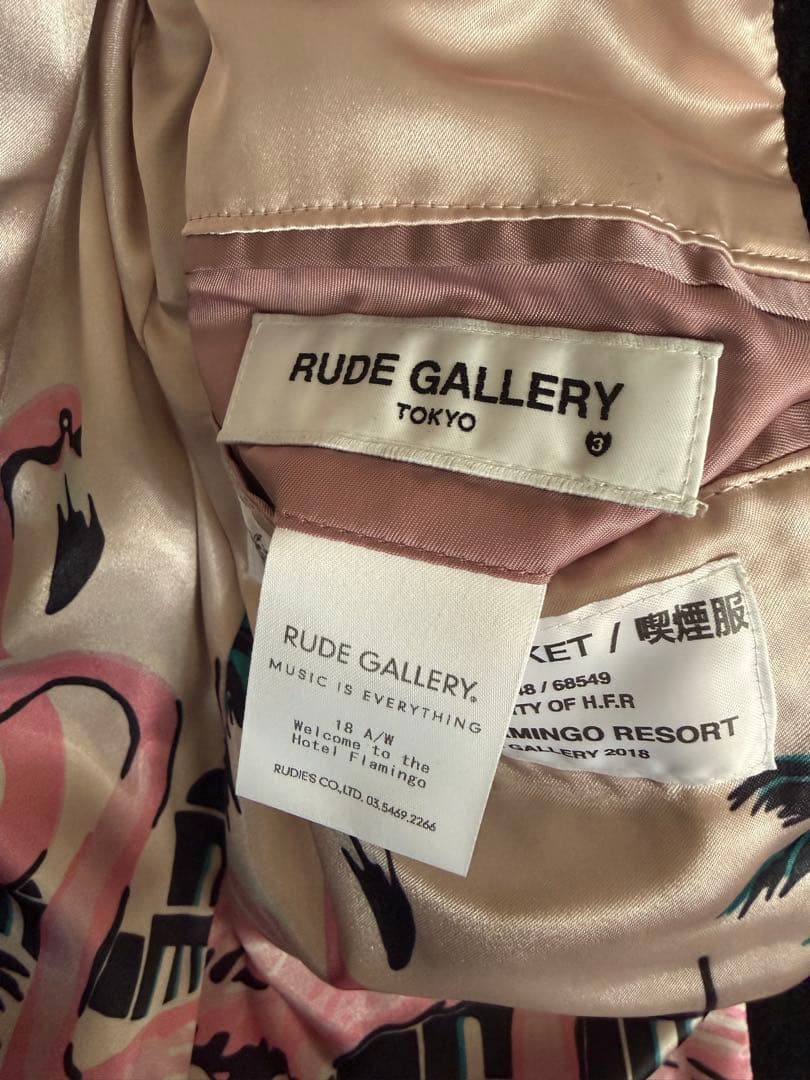 RUDE GALLERY
TOKYO
3
RUDE GALLERY.
MUSIC IS EVERYTHING
18 A/W
Welcome to the
Hotel Flamingo
RUDIE'S CO.,LTD. 03.5469.2266
KET / 喫煙服
48 / 68549
TY OF H.F.R
AMINGO RESORT
GALLERY 2018